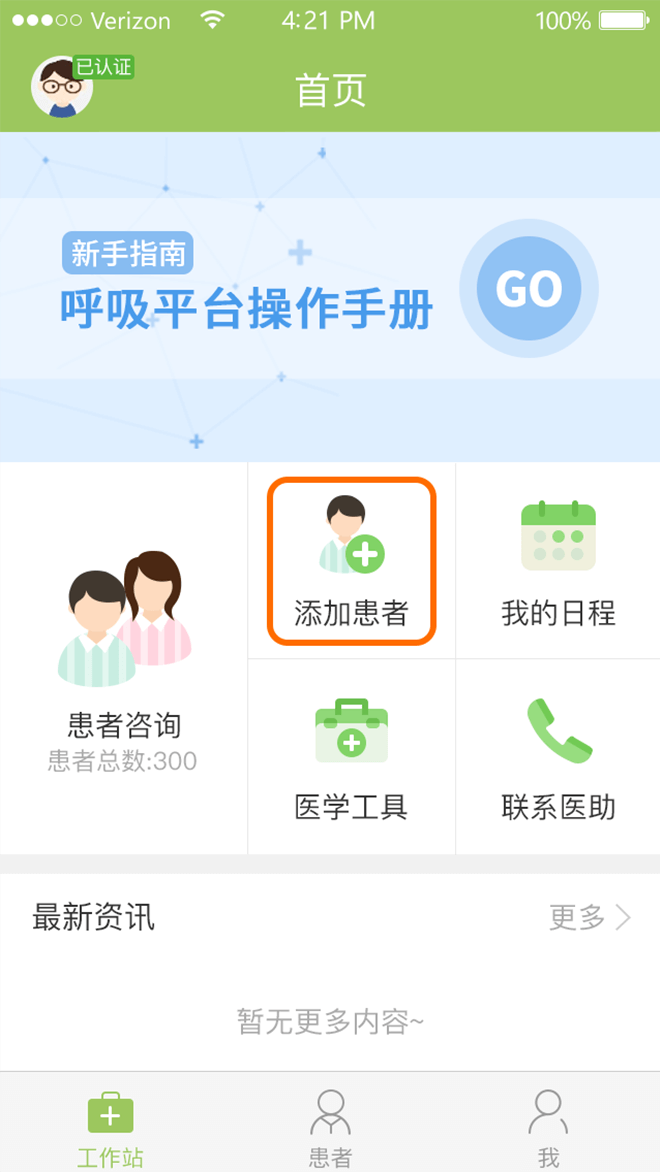 Verizon 4:21 PM 100%
已认证
首页
新手指南
呼吸平台操作手册
GO
添加患者
我的日程
患者咨询
患者总数:300
医学工具
联系医助
最新资讯
更多
暂无更多内容~
工作站
患者
我